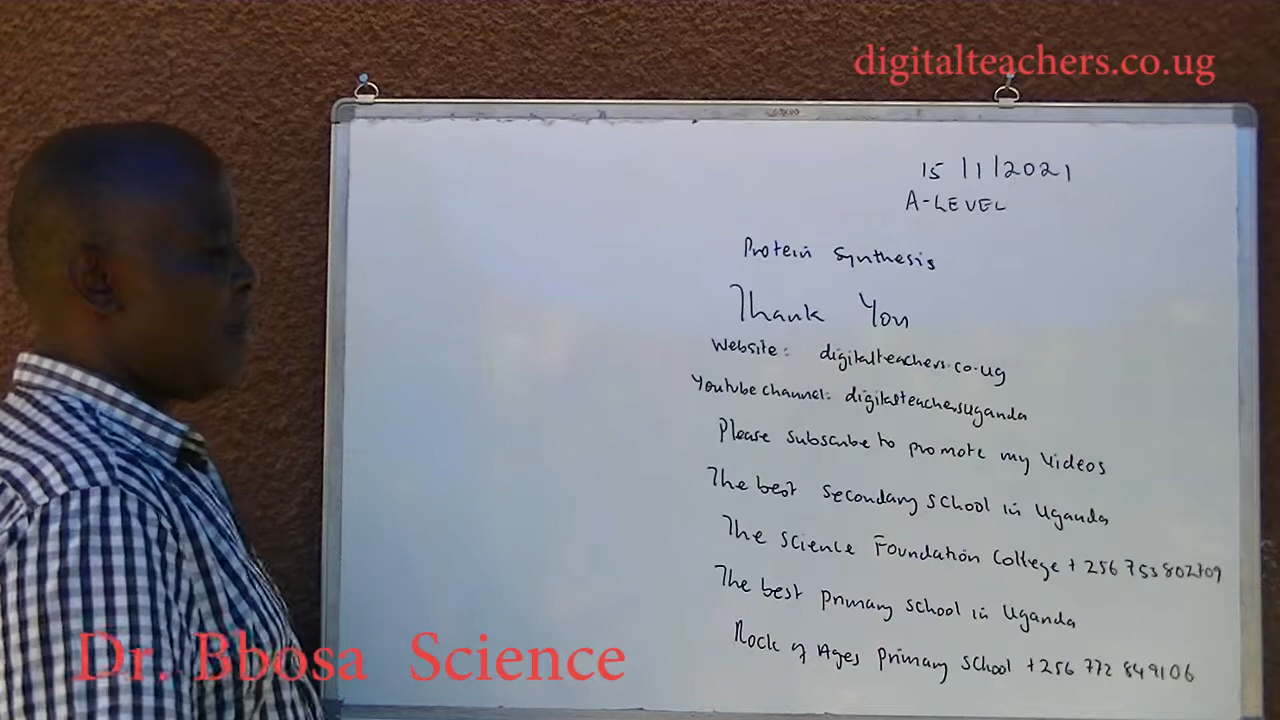 digitalteachers.co.ug
15/1/2021
A-LEVEL
Protein Synthesis
Thank You
Website: digitalteachers.co.ug
Youtube channel: digitalteachersuganda
Please subscribe to promote my videos
The best secondary school in Uganda
The science Foundation College +256 753 802709
The best primary school in Uganda
Rock of Ages primary school +256 772 849106
Dr. Bbosa Science